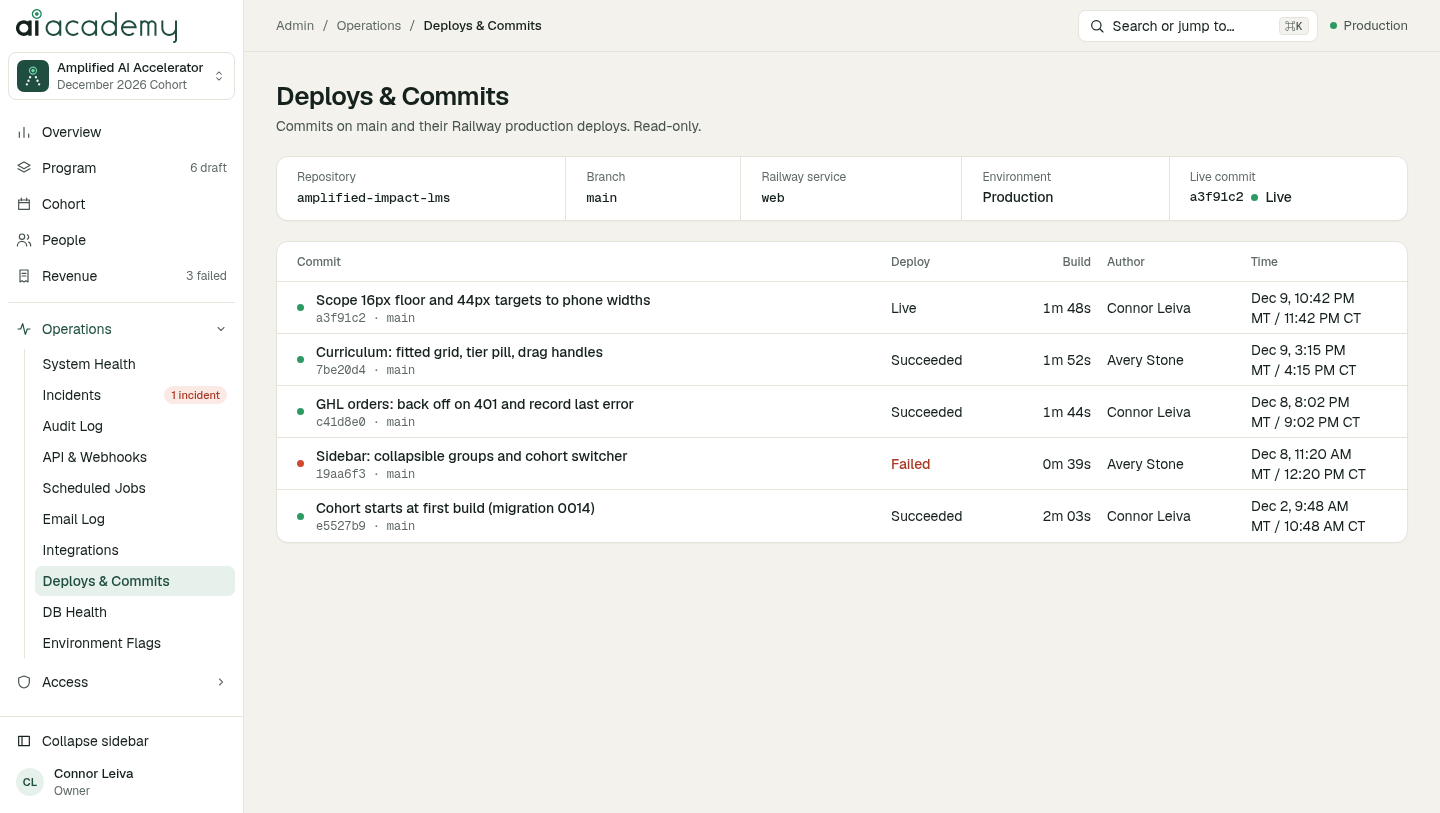 ai academy
Amplified AI Accelerator
December 2026 Cohort
Overview
Program 6 draft
Cohort
People
Revenue 3 failed
Operations
System Health
Incidents 1 incident
Audit Log
API & Webhooks
Scheduled Jobs
Email Log
Integrations
Deploys & Commits
DB Health
Environment Flags
Access
Collapse sidebar
CL
Connor Leiva
Owner
Admin / Operations / Deploys & Commits
Search or jump to… ⌘K
Production
Deploys & Commits
Commits on main and their Railway production deploys. Read-only.
Repository
amplified-impact-lms
Branch
main
Railway service
web
Environment
Production
Live commit
a3f91c2 Live
Commit Deploy Build Author Time
Scope 16px floor and 44px targets to phone widths
a3f91c2 · main
Live 1m 48s Connor Leiva
Dec 9, 10:42 PM
MT / 11:42 PM CT
Curriculum: fitted grid, tier pill, drag handles
7be20d4 · main
Succeeded 1m 52s Avery Stone
Dec 9, 3:15 PM
MT / 4:15 PM CT
GHL orders: back off on 401 and record last error
c41d8e0 · main
Succeeded 1m 44s Connor Leiva
Dec 8, 8:02 PM
MT / 9:02 PM CT
Sidebar: collapsible groups and cohort switcher
19aa6f3 · main
Failed 0m 39s Avery Stone
Dec 8, 11:20 AM
MT / 12:20 PM CT
Cohort starts at first build (migration 0014)
e5527b9 · main
Succeeded 2m 03s Connor Leiva
Dec 2, 9:48 AM
MT / 10:48 AM CT